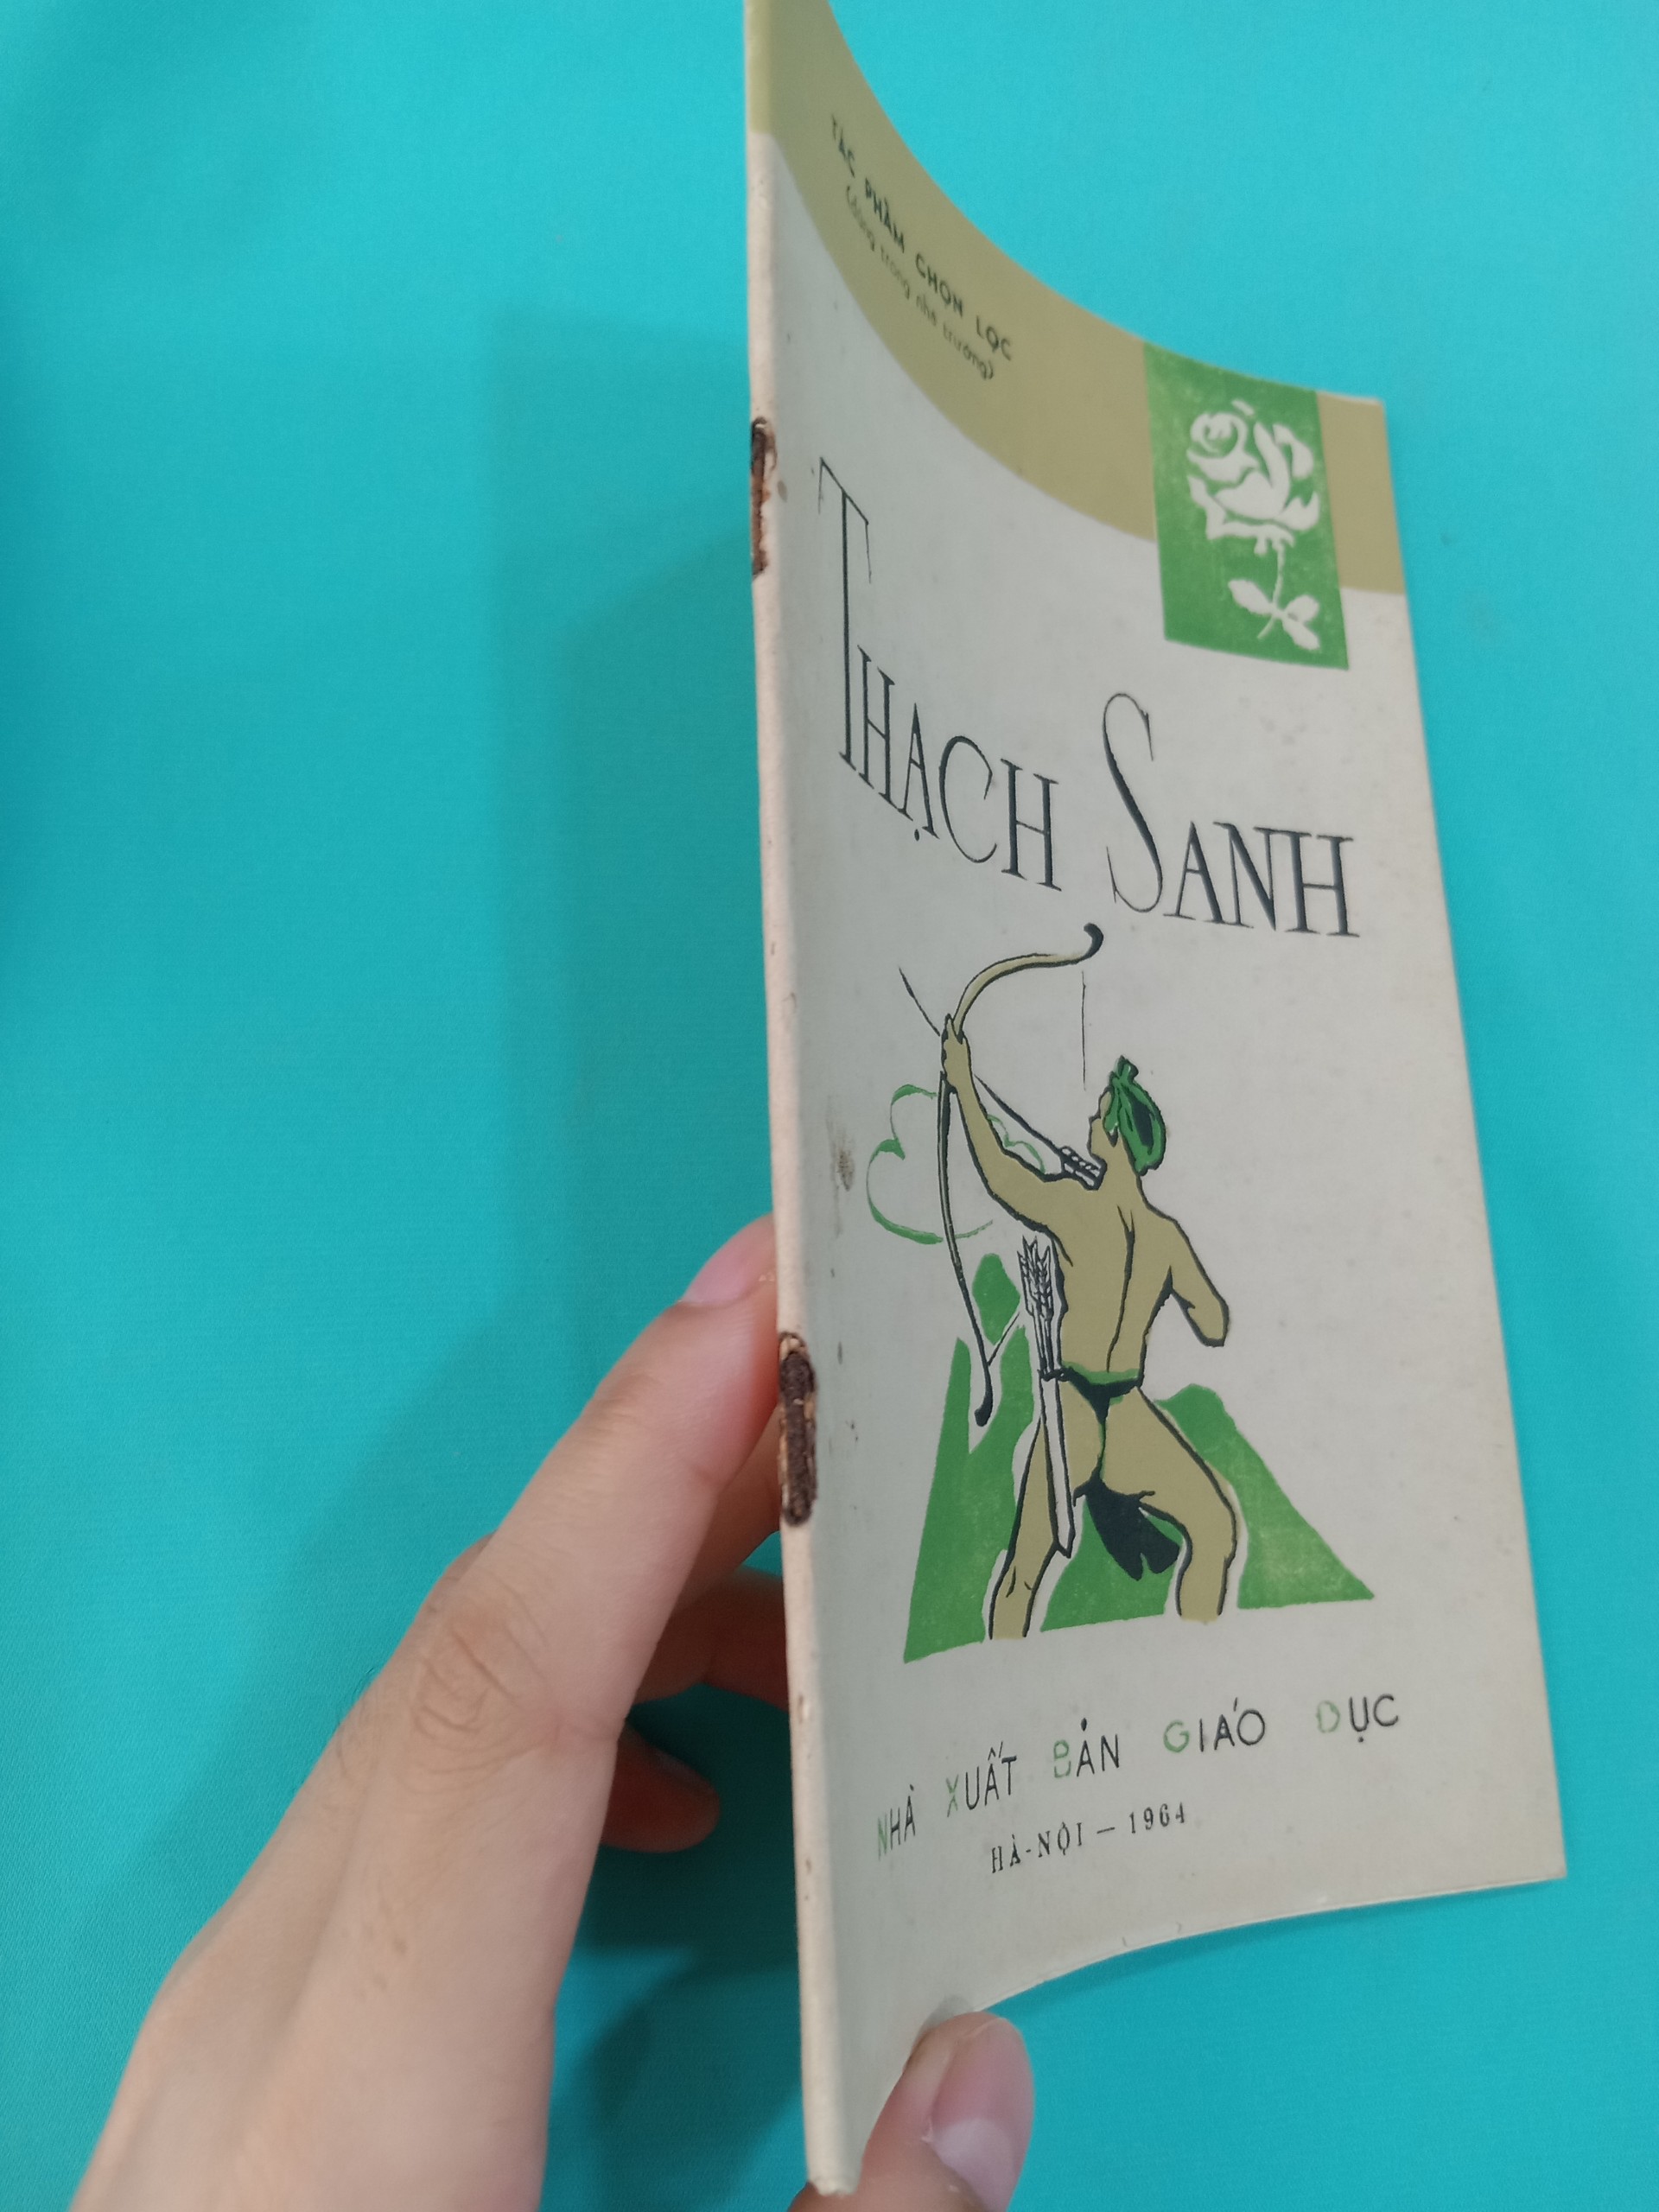 TÁC PHẨM CHỌN LỌC
(dùng trong nhà trường)
THẠCH SANH
NHÀ XUẤT BẢN GIÁO DỤC
HÀ-NỘI — 1964